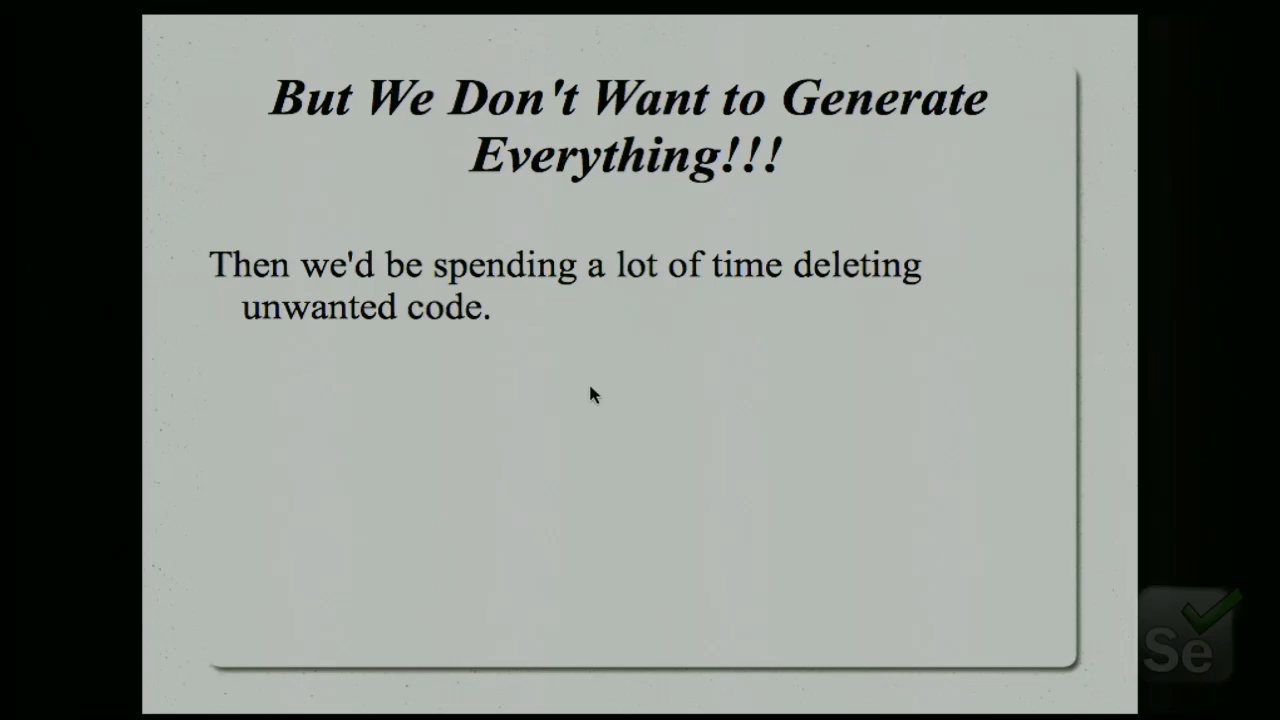 But We Don't Want to Generate
Everything!!!
Then we'd be spending a lot of time deleting
unwanted code.
Se